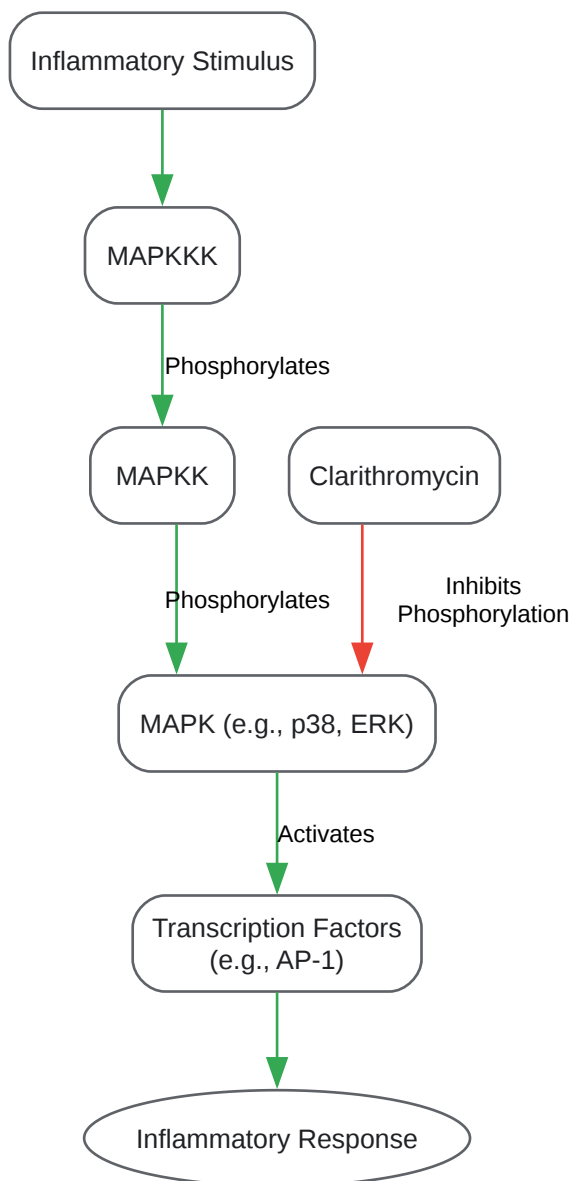 Inflammatory Stimulus
MAPKKK
Phosphorylates
MAPKK
Clarithromycin
Phosphorylates
Inhibits
Phosphorylation
MAPK (e.g., p38, ERK)
Activates
Transcription Factors
(e.g., AP-1)
Inflammatory Response